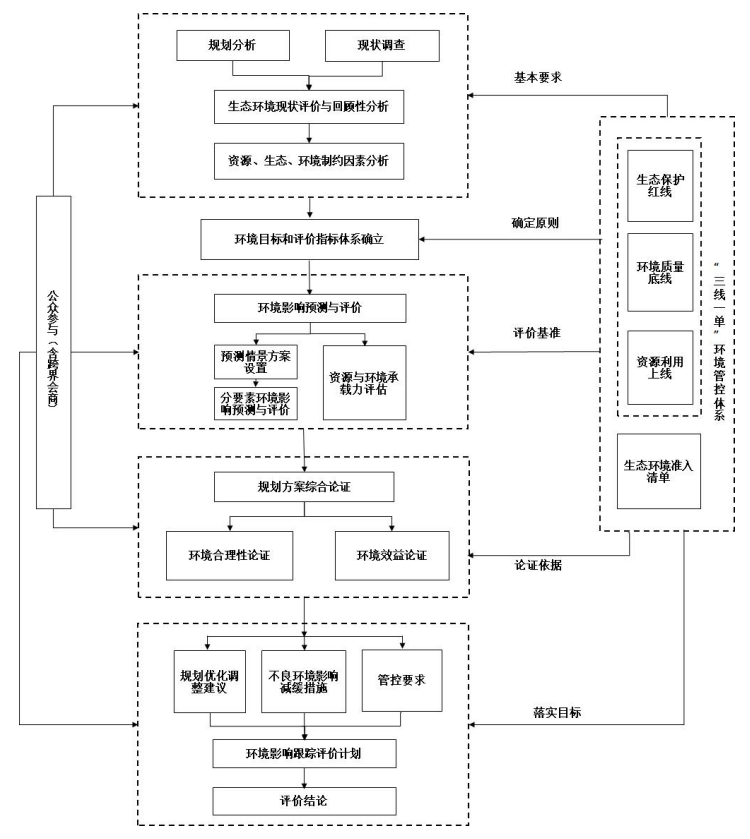 规划分析
现状调查
基本要求
生态环境现状评价与回顾性分析
资源、生态、环境制约因素分析
生态保护
红线
确定原则
环境目标和评价指标体系确立
环境质量
底线
“三线一单”环境管控体系
公众参与（含跨界会商）
环境影响预测与评价
评价基准
预测情景方案
设置
资源与环境承
载力评估
资源利用
上线
分要素环境影
响预测与评价
生态环境准入
清单
规划方案综合论证
环境合理性论证
环境效益论证
论证依据
规划优化调
整建议
不良环境影响
减缓措施
管控要求
落实目标
环境影响跟踪评价计划
评价结论